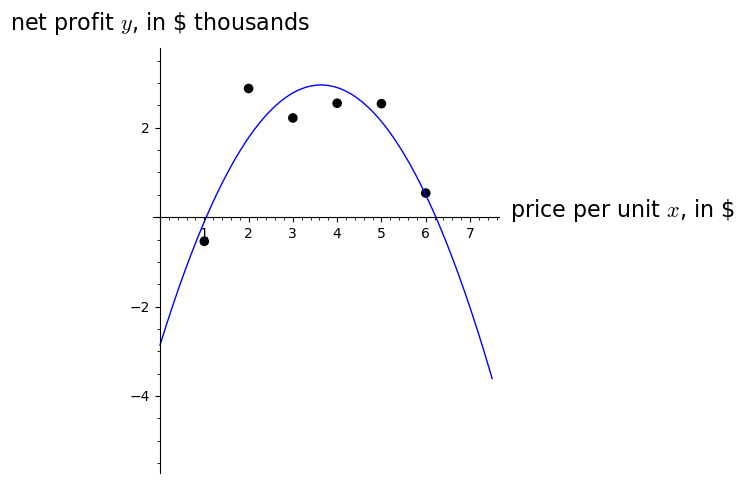 net profit y, in $ thousands
2
price per unit x, in $
1 2 3 4 5 6 7
−2
−4